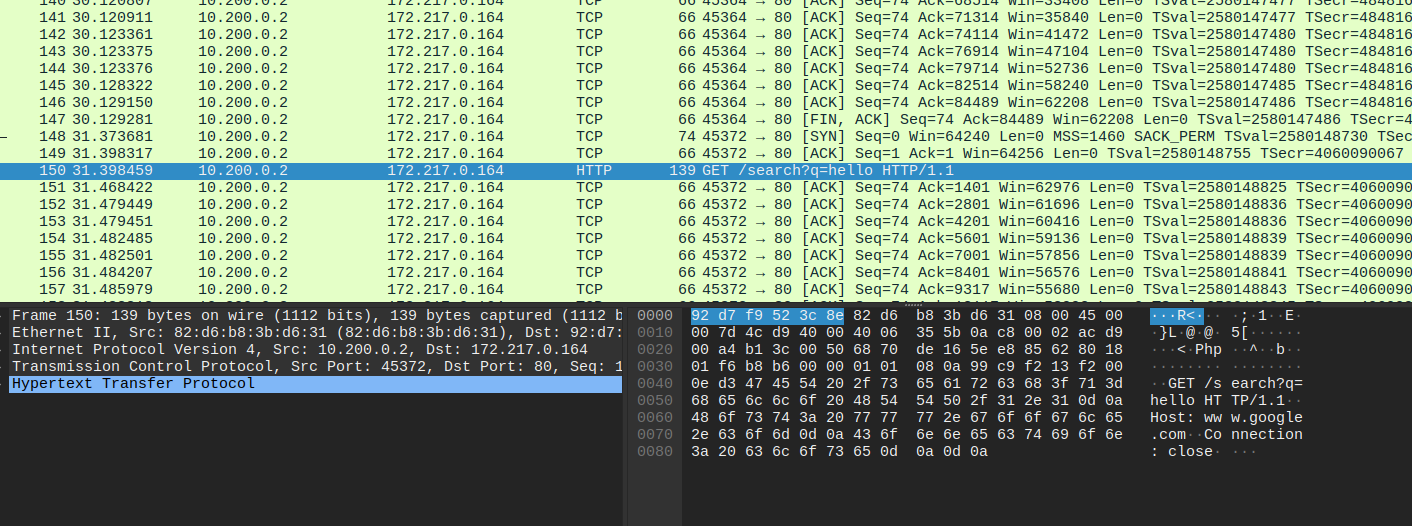 140 30.120807 10.200.0.2 172.217.0.164 TCP 66 45364 → 80 [ACK] Seq=74 Ack=68514 Win=33408 Len=0 TSval=2580147477 TSecr=484816
141 30.120911 10.200.0.2 172.217.0.164 TCP 66 45364 → 80 [ACK] Seq=74 Ack=71314 Win=35840 Len=0 TSval=2580147477 TSecr=484816
142 30.123361 10.200.0.2 172.217.0.164 TCP 66 45364 → 80 [ACK] Seq=74 Ack=74114 Win=41472 Len=0 TSval=2580147480 TSecr=484816
143 30.123375 10.200.0.2 172.217.0.164 TCP 66 45364 → 80 [ACK] Seq=74 Ack=76914 Win=47104 Len=0 TSval=2580147480 TSecr=484816
144 30.123376 10.200.0.2 172.217.0.164 TCP 66 45364 → 80 [ACK] Seq=74 Ack=79714 Win=52736 Len=0 TSval=2580147480 TSecr=484816
145 30.128322 10.200.0.2 172.217.0.164 TCP 66 45364 → 80 [ACK] Seq=74 Ack=82514 Win=58240 Len=0 TSval=2580147485 TSecr=484816
146 30.129150 10.200.0.2 172.217.0.164 TCP 66 45364 → 80 [ACK] Seq=74 Ack=84489 Win=62208 Len=0 TSval=2580147486 TSecr=484816
147 30.129281 10.200.0.2 172.217.0.164 TCP 66 45364 → 80 [FIN, ACK] Seq=74 Ack=84489 Win=62208 Len=0 TSval=2580147486 TSecr=4
148 31.373681 10.200.0.2 172.217.0.164 TCP 74 45372 → 80 [SYN] Seq=0 Win=64240 Len=0 MSS=1460 SACK_PERM TSval=2580148730 TSec
149 31.398317 10.200.0.2 172.217.0.164 TCP 66 45372 → 80 [ACK] Seq=1 Ack=1 Win=64256 Len=0 TSval=2580148755 TSecr=4060090067
150 31.398459 10.200.0.2 172.217.0.164 HTTP 139 GET /search?q=hello HTTP/1.1
151 31.468422 10.200.0.2 172.217.0.164 TCP 66 45372 → 80 [ACK] Seq=74 Ack=1401 Win=62976 Len=0 TSval=2580148825 TSecr=4060090
152 31.479449 10.200.0.2 172.217.0.164 TCP 66 45372 → 80 [ACK] Seq=74 Ack=2801 Win=61696 Len=0 TSval=2580148836 TSecr=4060090
153 31.479451 10.200.0.2 172.217.0.164 TCP 66 45372 → 80 [ACK] Seq=74 Ack=4201 Win=60416 Len=0 TSval=2580148836 TSecr=4060090
154 31.482485 10.200.0.2 172.217.0.164 TCP 66 45372 → 80 [ACK] Seq=74 Ack=5601 Win=59136 Len=0 TSval=2580148839 TSecr=4060090
155 31.482501 10.200.0.2 172.217.0.164 TCP 66 45372 → 80 [ACK] Seq=74 Ack=7001 Win=57856 Len=0 TSval=2580148839 TSecr=4060090
156 31.484207 10.200.0.2 172.217.0.164 TCP 66 45372 → 80 [ACK] Seq=74 Ack=8401 Win=56576 Len=0 TSval=2580148841 TSecr=4060090
157 31.485979 10.200.0.2 172.217.0.164 TCP 66 45372 → 80 [ACK] Seq=74 Ack=9317 Win=55680 Len=0 TSval=2580148843 TSecr=4060090
Frame 150: 139 bytes on wire (1112 bits), 139 bytes captured (1112 b
Ethernet II, Src: 82:d6:b8:3b:d6:31 (82:d6:b8:3b:d6:31), Dst: 92:d7:
Internet Protocol Version 4, Src: 10.200.0.2, Dst: 172.217.0.164
Transmission Control Protocol, Src Port: 45372, Dst Port: 80, Seq: 1
Hypertext Transfer Protocol
0000 92 d7 f9 52 3c 8e 82 d6 b8 3b d6 31 08 00 45 00 ···R<· ·· ·;·1··E·
0010 00 7d 4c d9 40 00 40 06 35 5b 0a c8 00 02 ac d9 ·}L·@·@· 5[······
0020 00 a4 b1 3c 00 50 68 70 de 16 5e e8 85 62 80 18 ···<·Php ··^··b··
0030 01 f6 b8 b6 00 00 01 01 08 0a 99 c9 f2 13 f2 00 ········ ········
0040 0e d3 47 45 54 20 2f 73 65 61 72 63 68 3f 71 3d ··GET /s earch?q=
0050 68 65 6c 6c 6f 20 48 54 54 50 2f 31 2e 31 0d 0a hello HT TP/1.1··
0060 48 6f 73 74 3a 20 77 77 77 2e 67 6f 6f 67 6c 65 Host: ww w.google
0070 2e 63 6f 6d 0d 0a 43 6f 6e 6e 65 63 74 69 6f 6e .com··Co nnection
0080 3a 20 63 6c 6f 73 65 0d 0a 0d 0a : close· ···